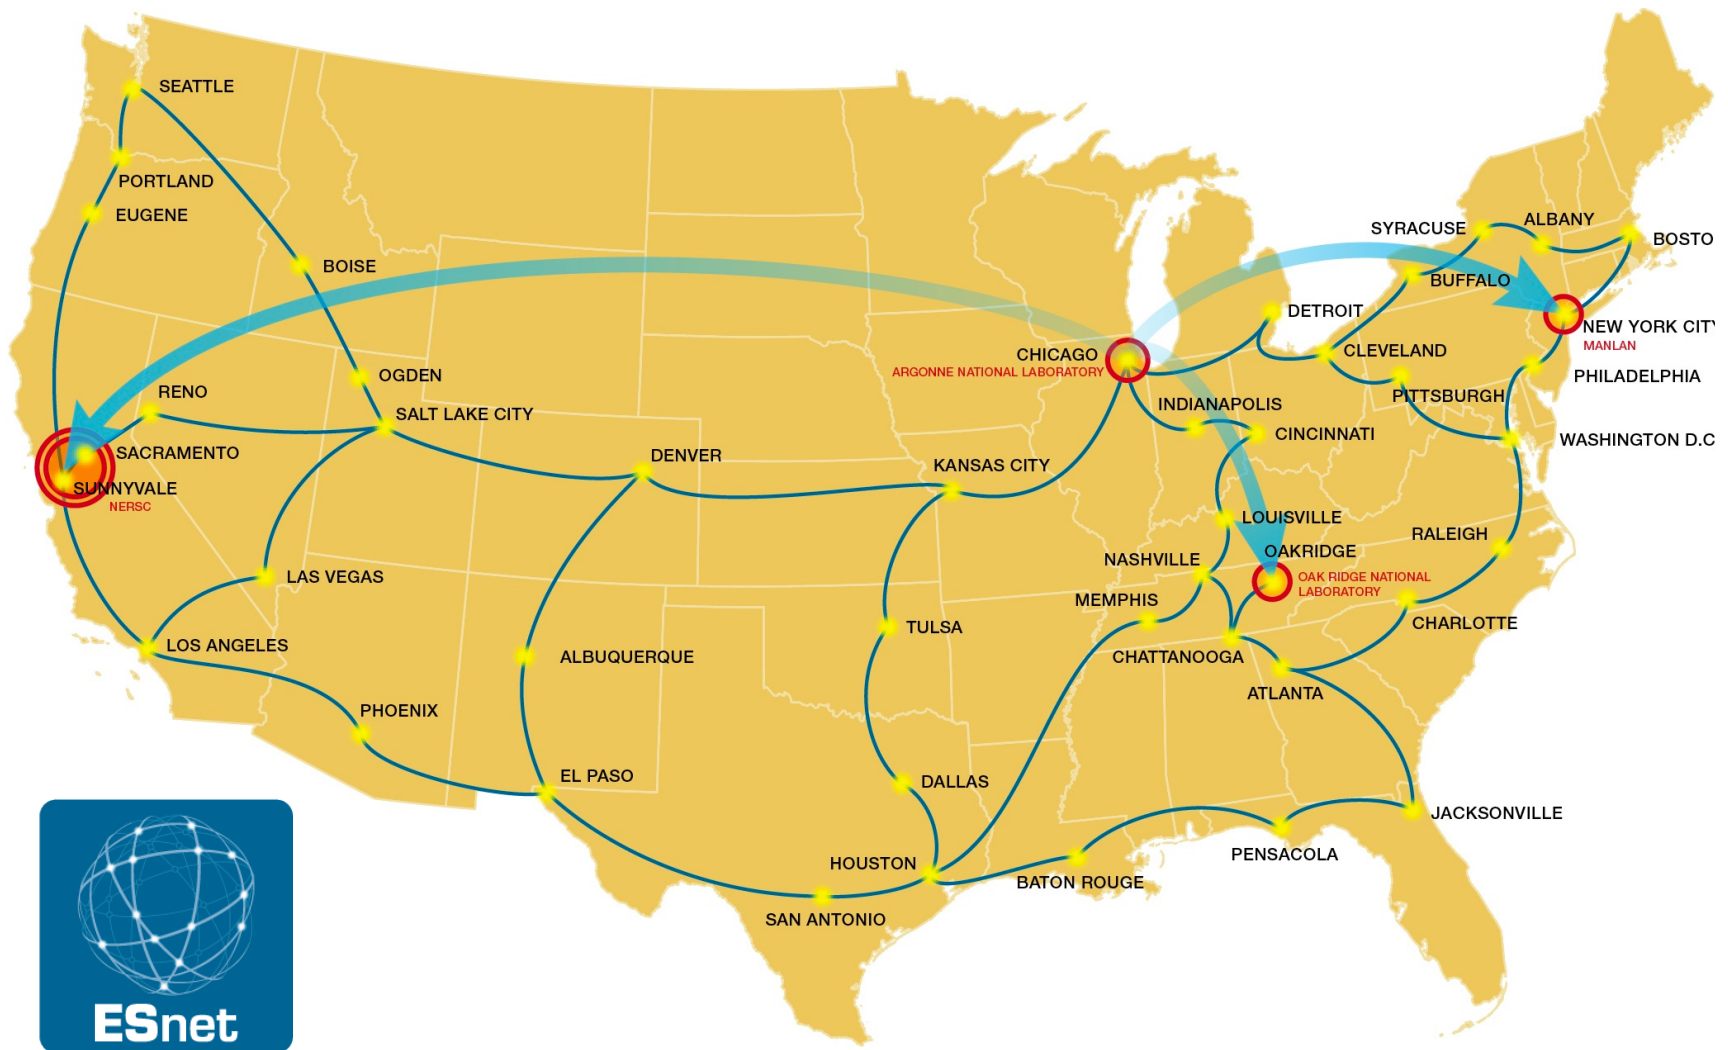 SEATTLE
PORTLAND
EUGENE
BOISE
OGDEN
RENO
SALT LAKE CITY
SACRAMENTO
SUNNYVALE
NERSC
DENVER
KANSAS CITY
CHICAGO
ARGONNE NATIONAL LABORATORY
DETROIT
SYRACUSE
ALBANY
BOSTO
BUFFALO
NEW YORK CITY
MANLAN
CLEVELAND
PHILADELPHIA
PITTSBURGH
INDIANAPOLIS
CINCINNATI
WASHINGTON D.C
LOUISVILLE
RALEIGH
OAKRIDGE
NASHVILLE
OAK RIDGE NATIONAL
LABORATORY
MEMPHIS
CHARLOTTE
CHATTANOOGA
ATLANTA
LAS VEGAS
LOS ANGELES
ALBUQUERQUE
TULSA
PHOENIX
EL PASO
DALLAS
JACKSONVILLE
HOUSTON
PENSACOLA
BATON ROUGE
SAN ANTONIO
ESnet